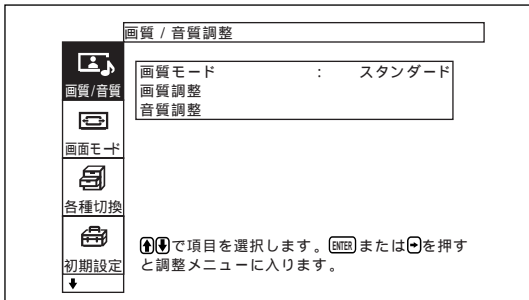 画質 / 音質調整
画質/音質
画面モード
各種切換
初期設定
画質モード : スタンダード
画質調整
音質調整
で項目を選択します。ENTERまたはを押す
と調整メニューに入ります。